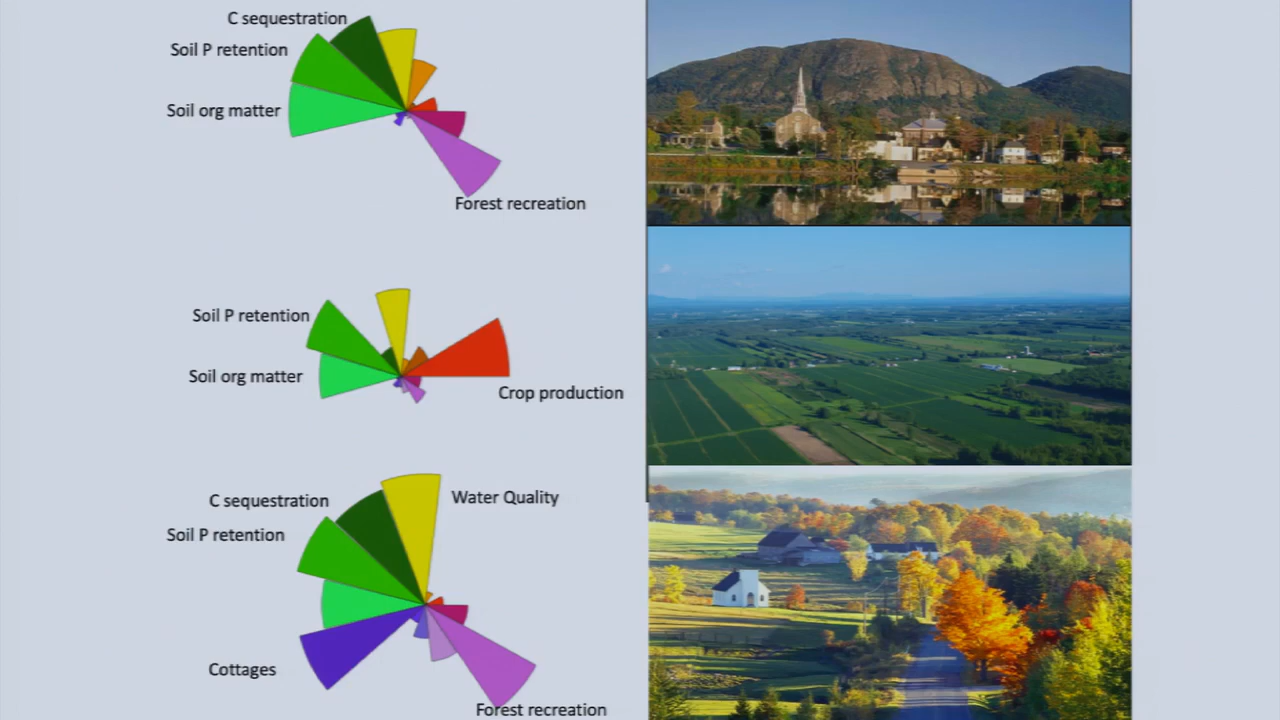 C sequestration
Soil P retention
Soil org matter
Forest recreation
Soil P retention
Soil org matter
Crop production
Water Quality
C sequestration
Soil P retention
Cottages
Forest recreation